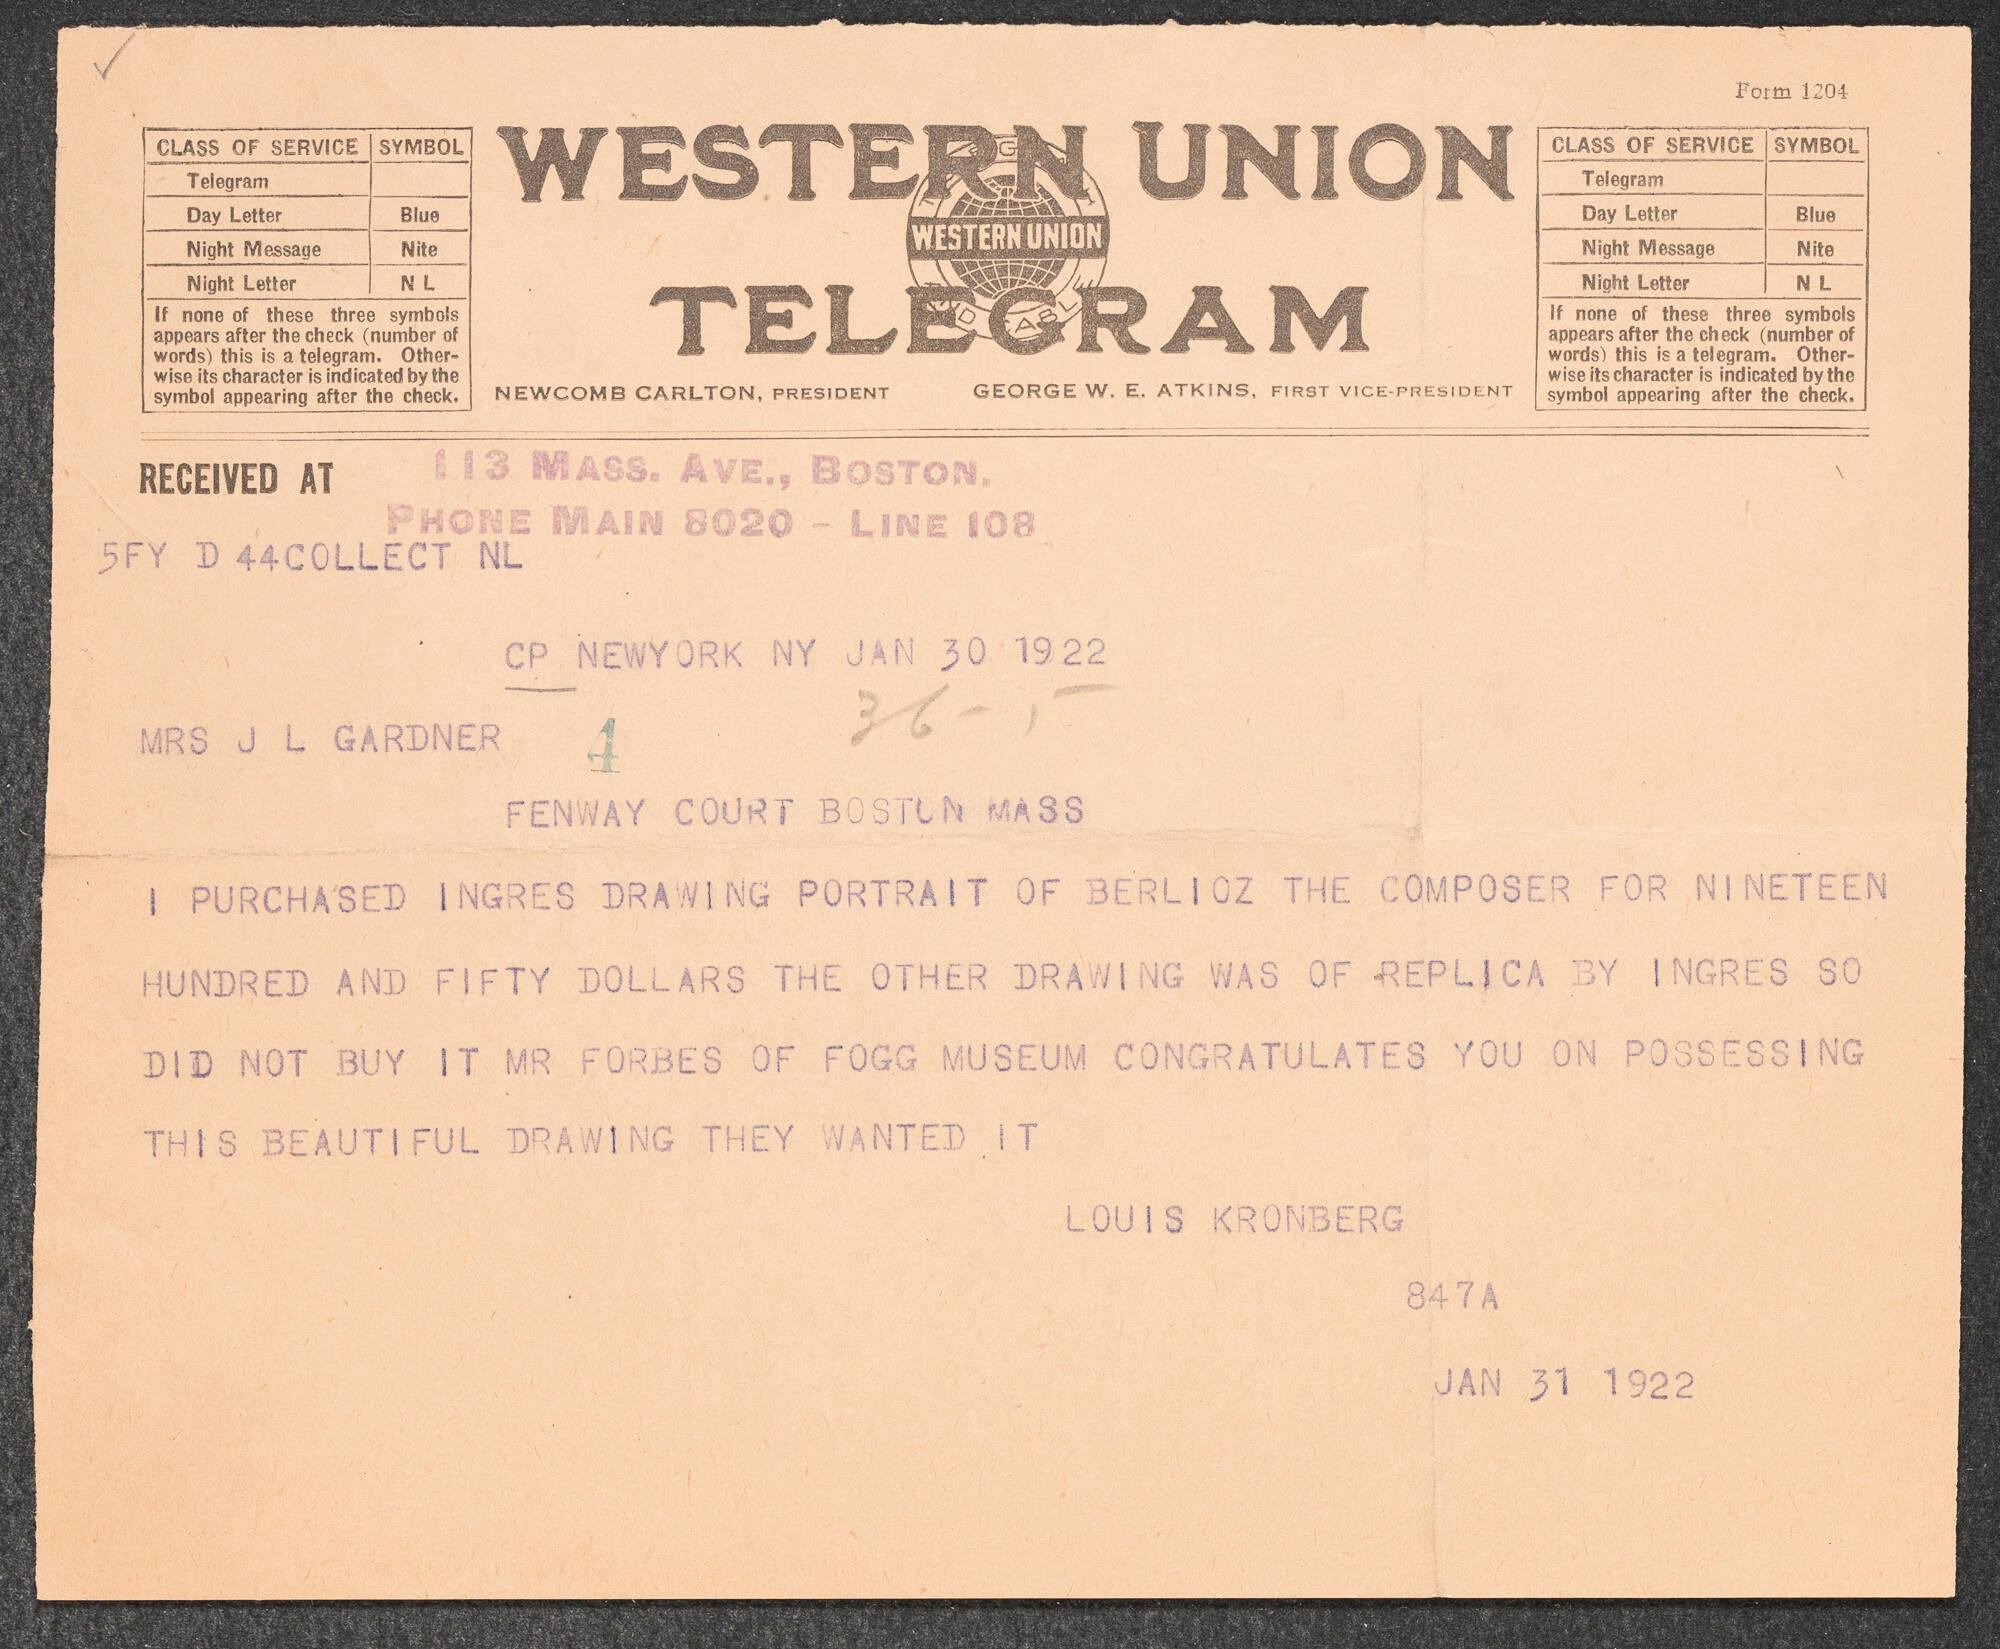 Form 1204
CLASS OF SERVICE SYMBOL
Telegram
Day Letter Blue
Night Message Nite
Night Letter N L
If none of these three symbols
appears after the check (number of
words) this is a telegram. Other-
wise its character is indicated by the
symbol appearing after the check.
WESTERN UNION
WESTERN UNION
TELEGRAM
NEWCOMB CARLTON, PRESIDENT GEORGE W. E. ATKINS, FIRST VICE-PRESIDENT
CLASS OF SERVICE SYMBOL
Telegram
Day Letter Blue
Night Message Nite
Night Letter N L
If none of these three symbols
appears after the check (number of
words) this is a telegram. Other-
wise its character is indicated by the
symbol appearing after the check.
RECEIVED AT 113 MASS. AVE., BOSTON.
PHONE MAIN 8020 - LINE 108
5FY D 44COLLECT NL
CP NEWYORK NY JAN 30 1922
36-
MRS J L GARDNER 4
FENWAY COURT BOSTON MASS
I PURCHASED INGRES DRAWING PORTRAIT OF BERLIOZ THE COMPOSER FOR NINETEEN
HUNDRED AND FIFTY DOLLARS THE OTHER DRAWING WAS OF REPLICA BY INGRES SO
DID NOT BUY IT MR FORBES OF FOGG MUSEUM CONGRATULATES YOU ON POSSESSING
THIS BEAUTIFUL DRAWING THEY WANTED IT
LOUIS KRONBERG
847A
JAN 31 1922